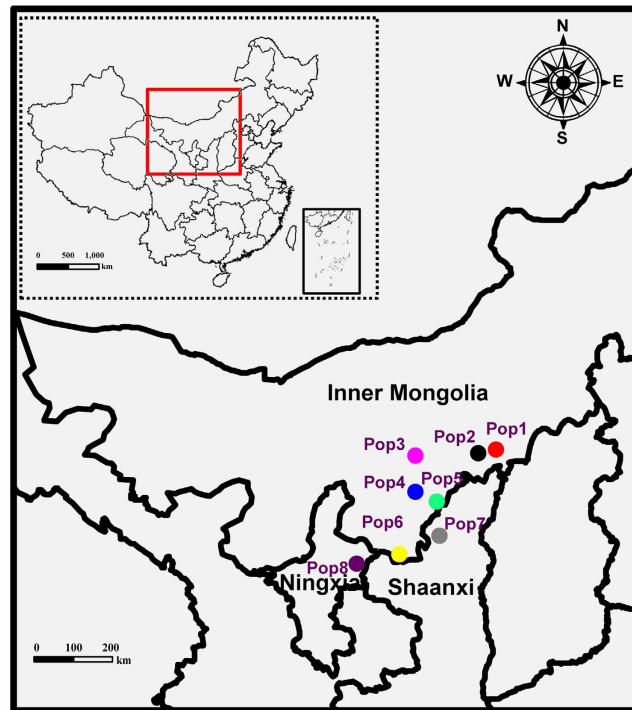 N
W E
S
0 500 1,000
km
Inner Mongolia
Pop3 Pop2 Pop1
Pop4 Pop5
Pop6 Pop7
Pop8
Ningxia Shaanxi
0 100 200
km